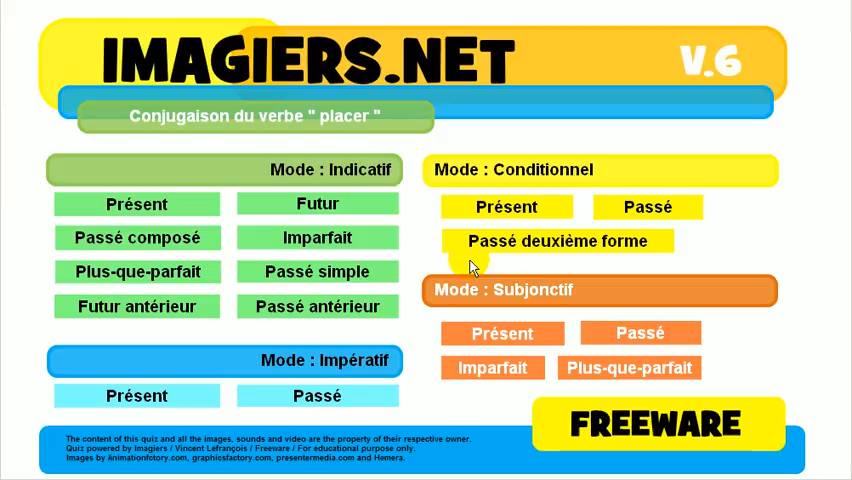 IMAGIERS.NET
V.6
Conjugaison du verbe " placer "
Mode : Indicatif
Présent
Futur
Passé composé
Imparfait
Plus-que-parfait
Passé simple
Futur antérieur
Passé antérieur
Mode : Impératif
Présent
Passé
Mode : Conditionnel
Présent
Passé
Passé deuxième forme
Mode : Subjonctif
Présent
Passé
Imparfait
Plus-que-parfait
FREEWARE
The content of this quiz and all the images, sounds and video are the property of their respective owner.
Quiz powered by Imagiers / Vincent Lefrançois / Freeware / For educational purpose only.
Images by Animationfctory.com, graphicsfactory.com, presentermedia.com and Hemera.